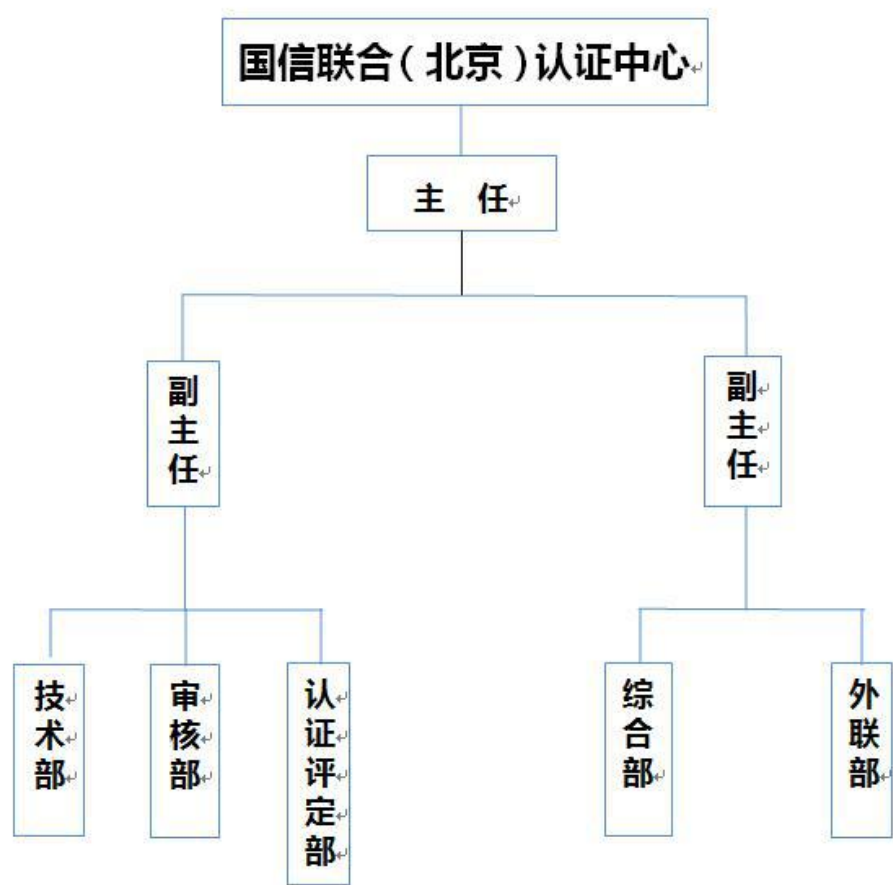 国信联合（北京）认证中心
主 任
副主任
副主任
技术部
审核部
认证评定部
综合部
外联部